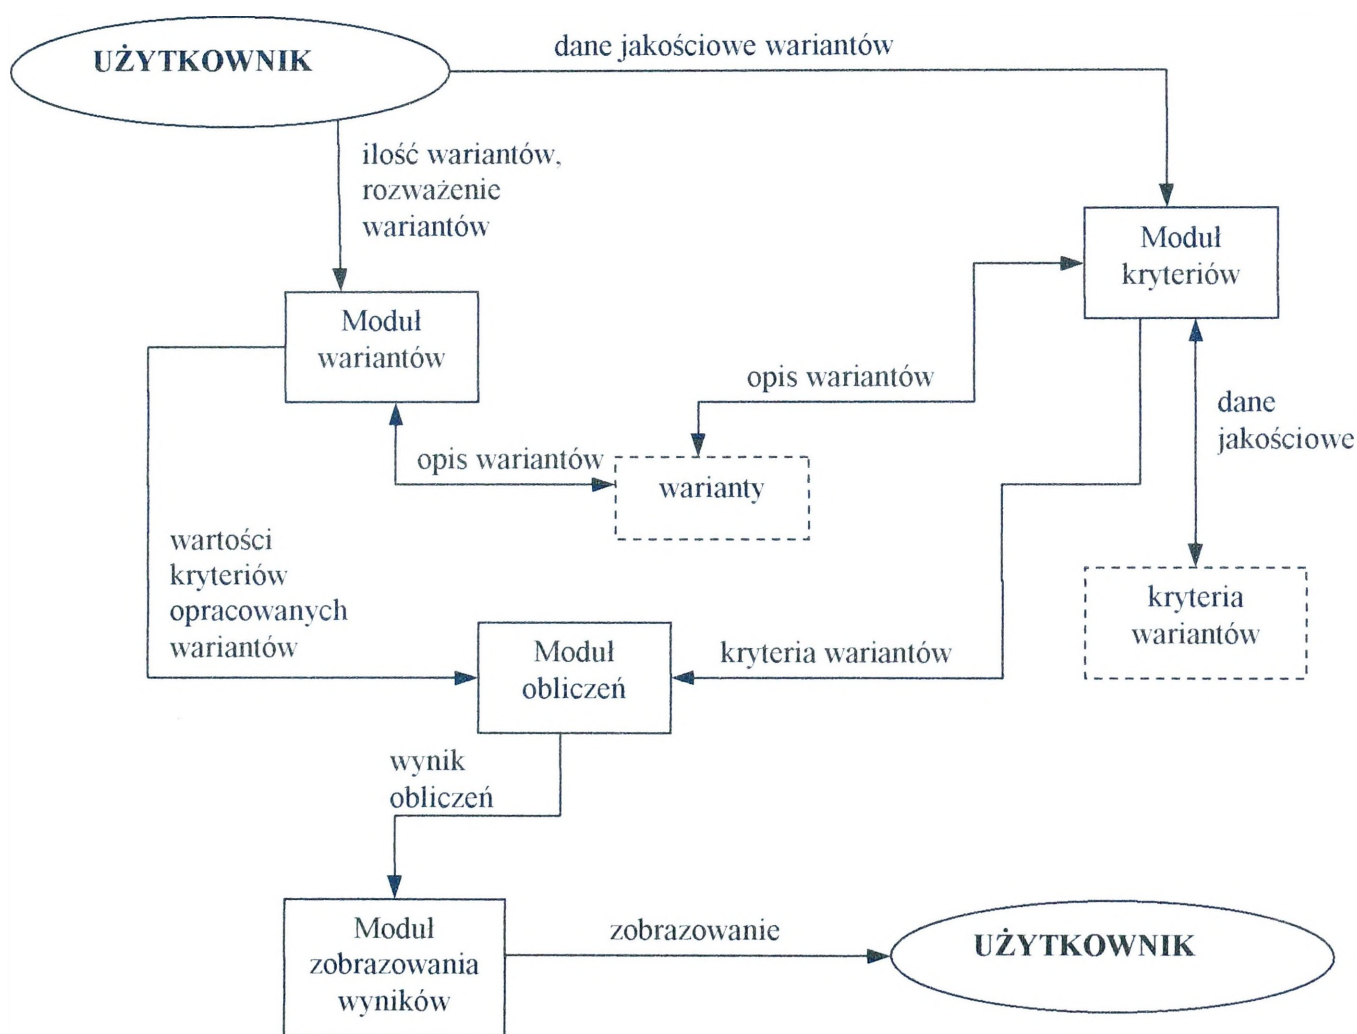 UŻYTKOWNIK
dane jakościowe wariantów
ilość wariantów,
rozważenie
wariantów
Moduł
kryteriów
Moduł
wariantów
opis wariantów
dane
jakościowe
opis wariantów
warianty
wartości
kryteriów
opracowanych
wariantów
kryteria
wariantów
Moduł
obliczeń
kryteria wariantów
wynik
obliczeń
Moduł
zobrazowania
wyników
zobrazowanie
UŻYTKOWNIK